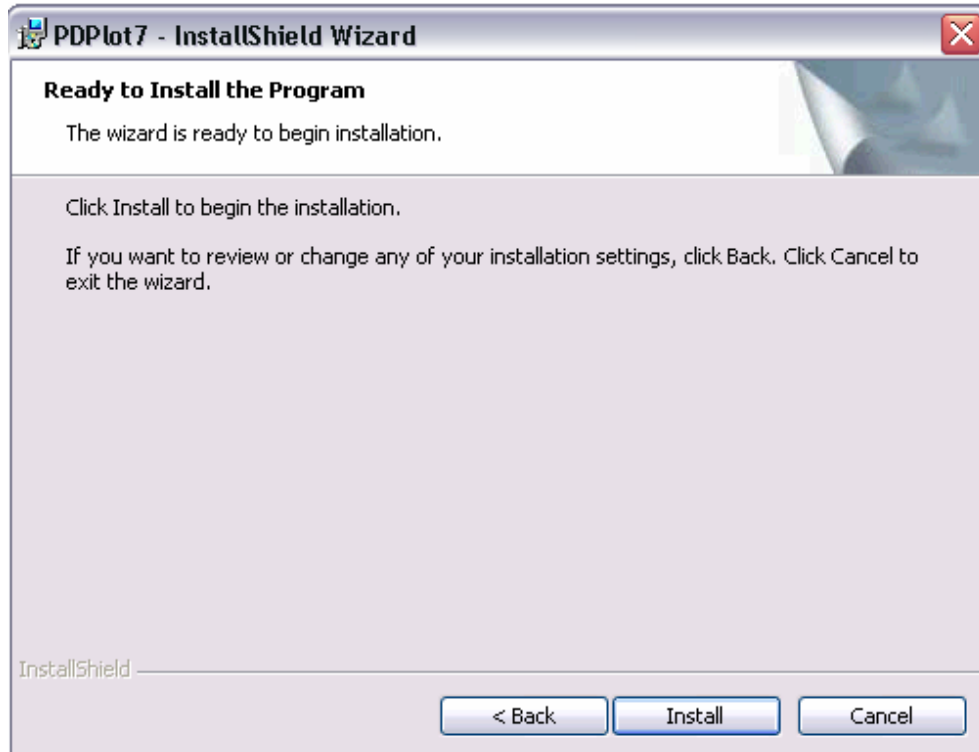 PDPlot7 - InstallShield Wizard
Ready to Install the Program
The wizard is ready to begin installation.
Click Install to begin the installation.
If you want to review or change any of your installation settings, click Back. Click Cancel to
exit the wizard.
InstallShield
< Back
Install
Cancel